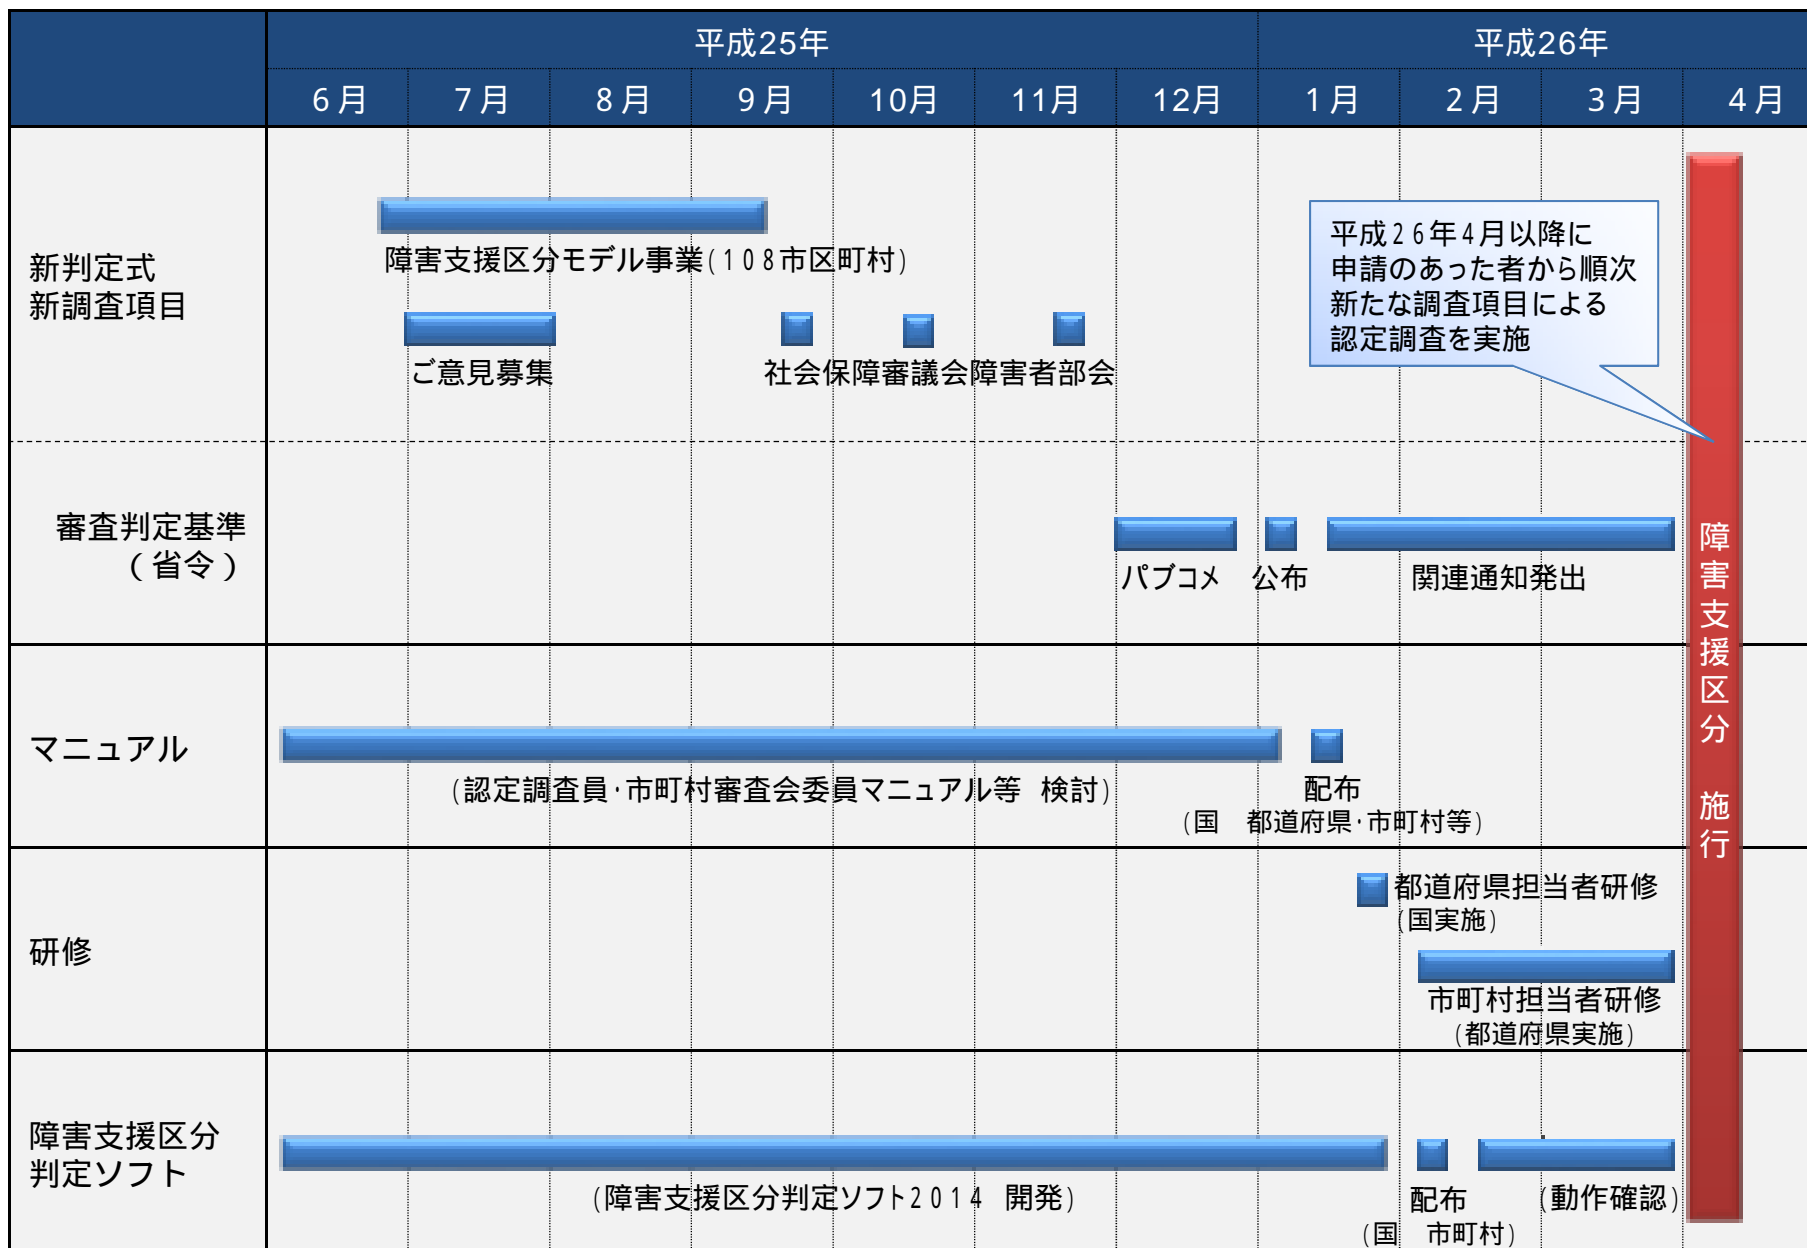 平成25年
平成26年
6月
7月
8月
9月
10月
11月
12月
1月
2月
3月
4月
新判定式
新調査項目
障害支援区分モデル事業(108市区町村)
ご意見募集
社会保障審議会障害者部会
平成26年4月以降に
申請のあった者から順次
新たな調査項目による
認定調査を実施
審査判定基準
(省令)
パブコメ
公布
関連通知発出
障害支援区分 施行
マニュアル
(認定調査員・市町村審査会委員マニュアル等 検討)
配布
(国 都道府県・市町村等)
研修
都道府県担当者研修
(国実施)
市町村担当者研修
(都道府県実施)
障害支援区分
判定ソフト
(障害支援区分判定ソフト2014 開発)
配布
(国 市町村)
(動作確認)